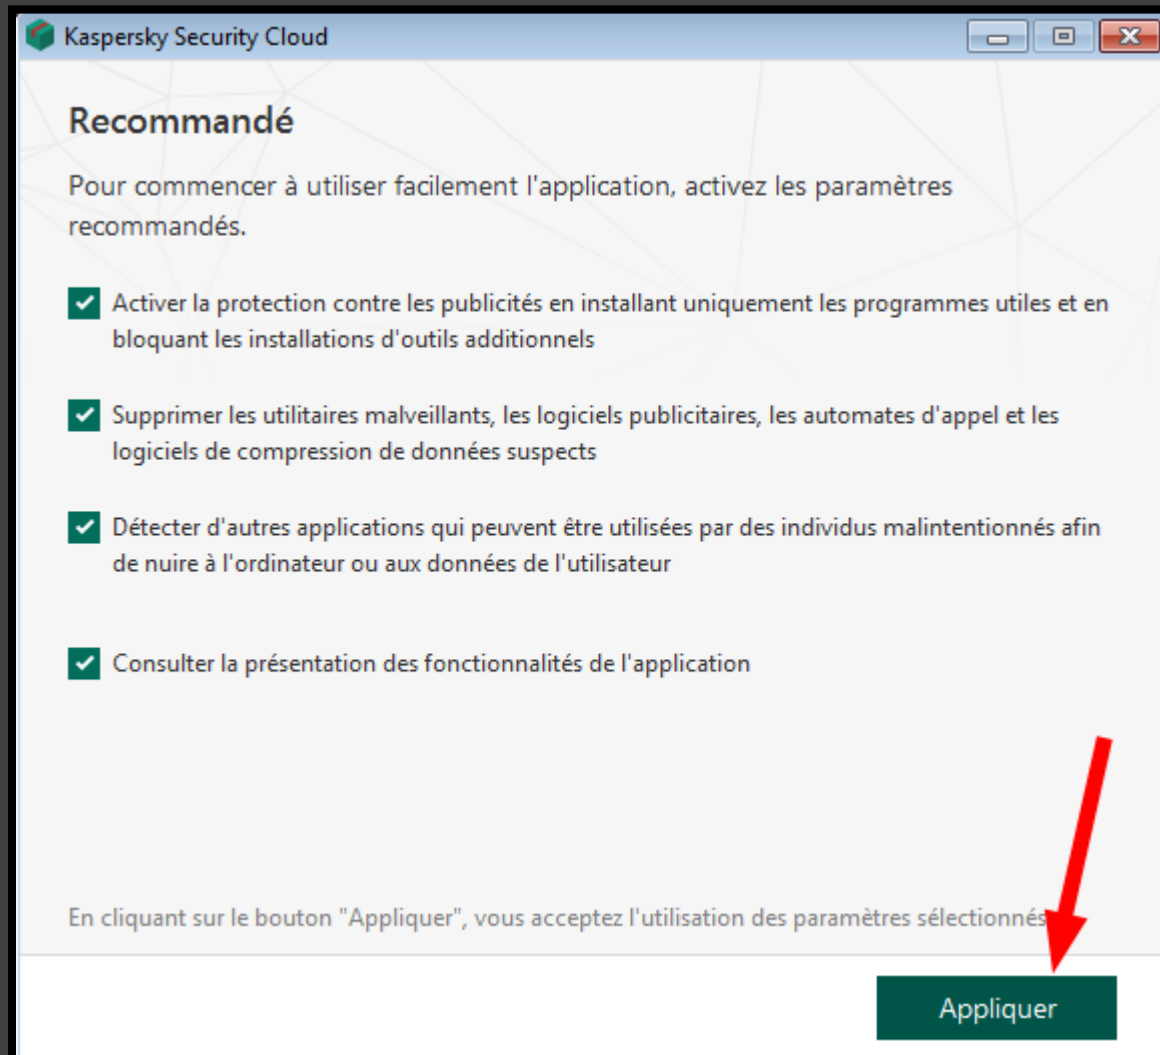 Kaspersky Security Cloud
Recommandé
Pour commencer à utiliser facilement l'application, activez les paramètres
recommandés.
Activer la protection contre les publicités en installant uniquement les programmes utiles et en
bloquant les installations d'outils additionnels
Supprimer les utilitaires malveillants, les logiciels publicitaires, les automates d'appel et les
logiciels de compression de données suspects
Détecter d'autres applications qui peuvent être utilisées par des individus malintentionnés afin
de nuire à l'ordinateur ou aux données de l'utilisateur
Consulter la présentation des fonctionnalités de l'application
En cliquant sur le bouton "Appliquer", vous acceptez l'utilisation des paramètres sélectionnés
Appliquer